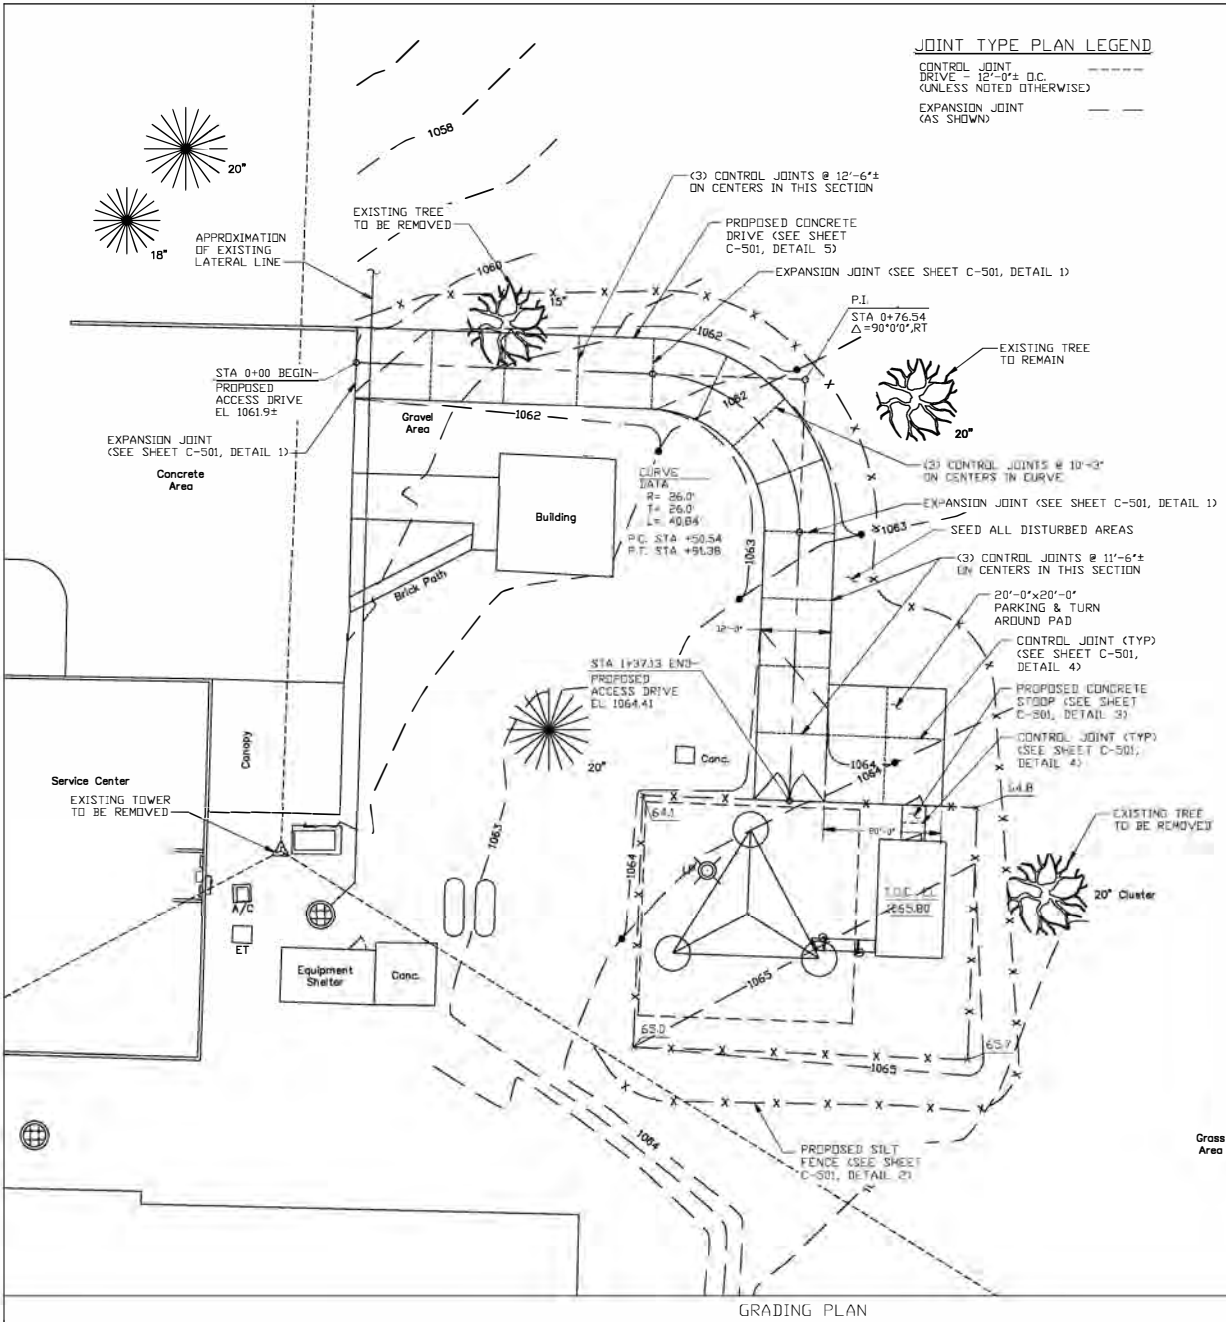 JOINT TYPE PLAN LEGEND
CONTROL JOINT
DRIVE - 12'-0"± O.C.
(UNLESS NOTED OTHERWISE)
EXPANSION JOINT
(AS SHOWN)
1058
20"
18"
(3) CONTROL JOINTS @ 12'-6"±
ON CENTERS IN THIS SECTION
EXISTING TREE
TO BE REMOVED
PROPOSED CONCRETE
DRIVE (SEE SHEET
C-501, DETAIL 5)
APPROXIMATION
OF EXISTING
LATERAL LINE
1060
15"
EXPANSION JOINT (SEE SHEET C-501, DETAIL 1)
P.I.
STA 0+76.54
△=90°0'0",RT
1062
EXISTING TREE
TO REMAIN
20"
STA 0+00 BEGIN
PROPOSED
ACCESS DRIVE
EL 1061.9±
1062
1062
Gravel
Area
EXPANSION JOINT
(SEE SHEET C-501, DETAIL 1)
Concrete
Area
CURVE
DATA
R= 26.0'
T= 26.0'
L= 40.84'
P.C. STA +50.54
P.T. STA +91.38
Building
(3) CONTROL JOINTS @ 10'-3"
ON CENTERS IN CURVE
EXPANSION JOINT (SEE SHEET C-501, DETAIL 1)
1063
SEED ALL DISTURBED AREAS
1063
(3) CONTROL JOINTS @ 11'-6"±
ON CENTERS IN THIS SECTION
Brick Path
20'-0"x20'-0"
PARKING & TURN
AROUND PAD
12'-0"
CONTROL JOINT (TYP)
(SEE SHEET C-501,
DETAIL 4)
STA 1+37.13 END
PROPOSED
ACCESS DRIVE
EL 1064.41
PROPOSED CONCRETE
STOOP (SEE SHEET
C-501, DETAIL 3)
CONTROL JOINT (TYP)
(SEE SHEET C-501,
DETAIL 4)
Canopy
20"
Conc.
1064
1064
Service Center
EXISTING TOWER
TO BE REMOVED
64.8
64.1
EXISTING TREE
TO BE REMOVED
1063
1064
20'-0"
20" Cluster
T.O.C. EL
1065.80
A/C
ET
Equipment
Shelter
Conc.
1065
65.0
65.7
1065
1064
PROPOSED SILT
FENCE (SEE SHEET
C-501, DETAIL 2)
Grass
Area
GRADING PLAN